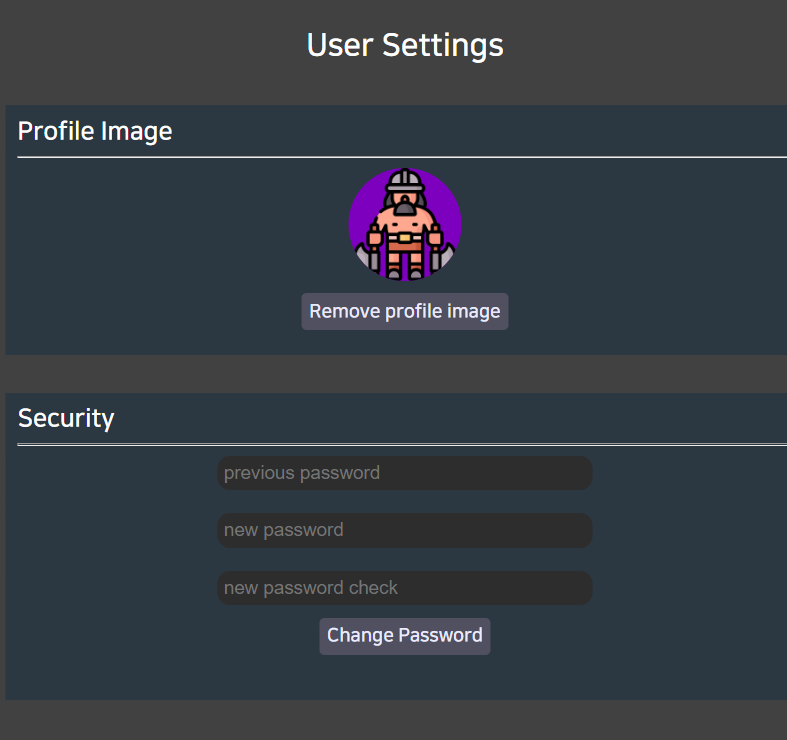 User Settings
Profile Image
Remove profile image
Security
previous password
new password
new password check
Change Password